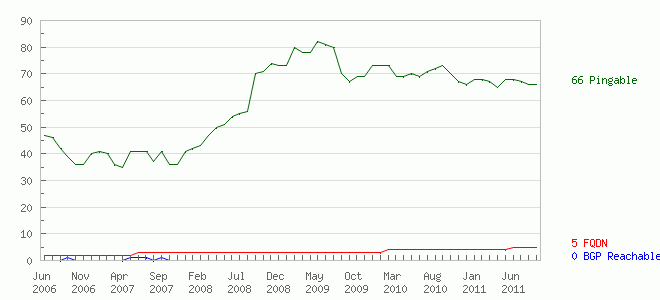 90
80
70
60
50
40
30
20
10
0
66 Pingable
5 FQDN
0 BGP Reachable
Jun Nov Apr Sep Feb Jul Dec May Oct Mar Aug Jan Jun
2006 2006 2007 2007 2008 2008 2008 2009 2009 2010 2010 2011 2011